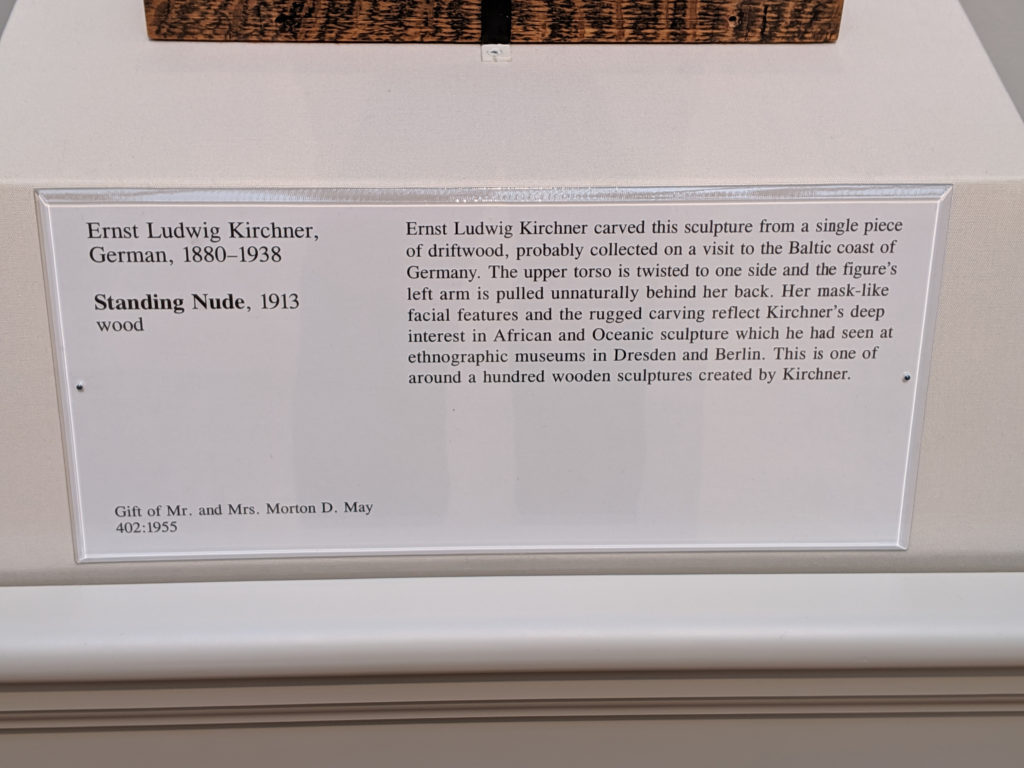 Ernst Ludwig Kirchner,
German, 1880–1938
Standing Nude, 1913
wood
Ernst Ludwig Kirchner carved this sculpture from a single piece
of driftwood, probably collected on a visit to the Baltic coast of
Germany. The upper torso is twisted to one side and the figure's
left arm is pulled unnaturally behind her back. Her mask-like
facial features and the rugged carving reflect Kirchner's deep
interest in African and Oceanic sculpture which he had seen at
ethnographic museums in Dresden and Berlin. This is one of
around a hundred wooden sculptures created by Kirchner.
Gift of Mr. and Mrs. Morton D. May
402:1955